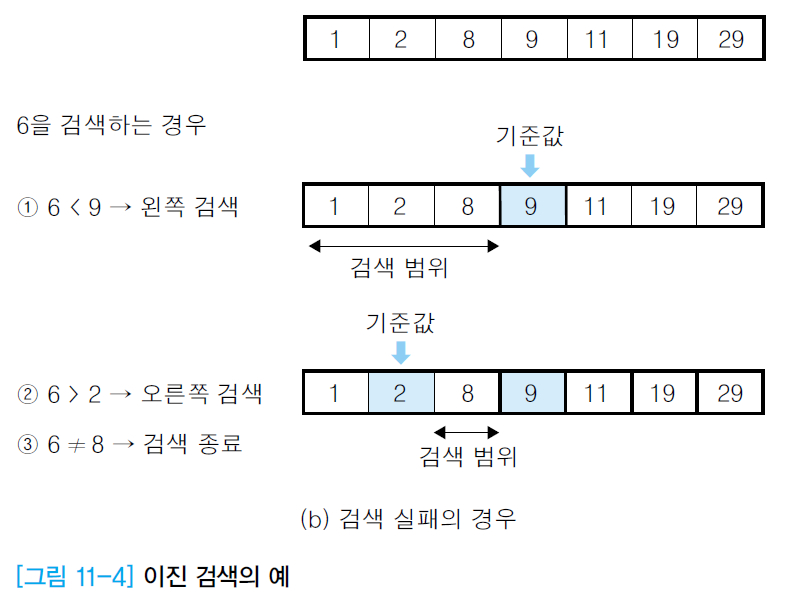 1 2 8 9 11 19 29
6을 검색하는 경우
기준값
① 6 < 9 → 왼쪽 검색
1 2 8 9 11 19 29
검색 범위
기준값
② 6 > 2 → 오른쪽 검색
1 2 8 9 11 19 29
③ 6 ≠ 8 → 검색 종료
검색 범위
(b) 검색 실패의 경우
[그림 11-4] 이진 검색의 예